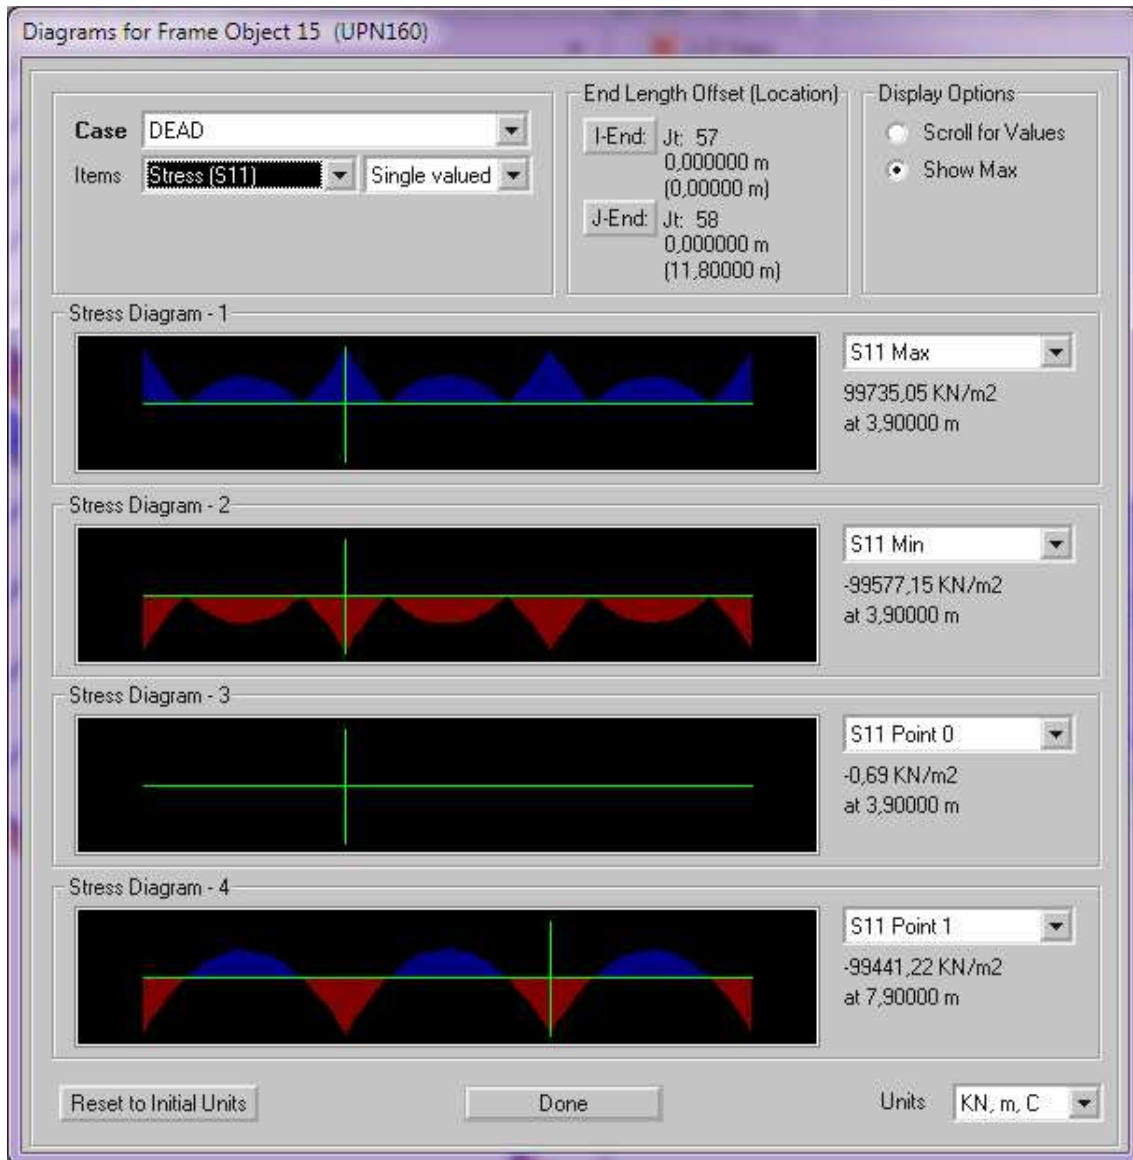 Diagrams for Frame Object 15 (UPN160)
Case DEAD
Items Stress (S11) Single valued
End Length Offset (Location)
I-End: Jt: 57
0,000000 m
(0,00000 m)
J-End: Jt: 58
0,000000 m
(11,80000 m)
Display Options
Scroll for Values
Show Max
Stress Diagram - 1
S11 Max
99735,05 KN/m2
at 3,90000 m
Stress Diagram - 2
S11 Min
-99577,15 KN/m2
at 3,90000 m
Stress Diagram - 3
S11 Point 0
-0,69 KN/m2
at 3,90000 m
Stress Diagram - 4
S11 Point 1
-99441,22 KN/m2
at 7,90000 m
Reset to Initial Units Done Units KN, m, C